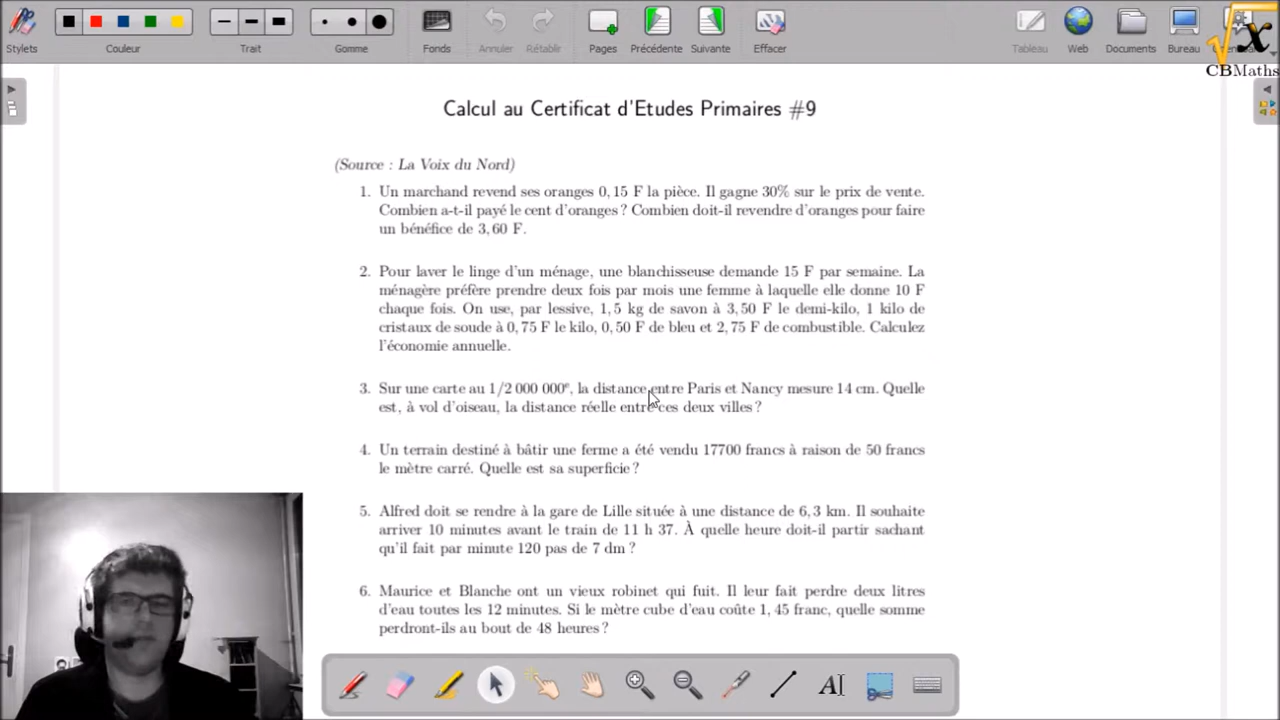 Stylets Couleur Trait Gomme Fonds Annuler Rétablir Pages Précédente Suivante Effacer Tableau Web Documents Bureau
CBMaths
Calcul au Certificat d'Etudes Primaires #9
(Source : La Voix du Nord)
1. Un marchand revend ses oranges 0, 15 F la pièce. Il gagne 30% sur le prix de vente.
Combien a-t-il payé le cent d'oranges ? Combien doit-il revendre d'oranges pour faire
un bénéfice de 3, 60 F.
2. Pour laver le linge d'un ménage, une blanchisseuse demande 15 F par semaine. La
ménagère préfère prendre deux fois par mois une femme à laquelle elle donne 10 F
chaque fois. On use, par lessive, 1, 5 kg de savon à 3, 50 F le demi-kilo, 1 kilo de
cristaux de soude à 0, 75 F le kilo, 0, 50 F de bleu et 2, 75 F de combustible. Calculez
l'économie annuelle.
3. Sur une carte au 1/2 000 000e, la distance entre Paris et Nancy mesure 14 cm. Quelle
est, à vol d'oiseau, la distance réelle entre ces deux villes ?
4. Un terrain destiné à bâtir une ferme a été vendu 17700 francs à raison de 50 francs
le mètre carré. Quelle est sa superficie ?
5. Alfred doit se rendre à la gare de Lille située à une distance de 6, 3 km. Il souhaite
arriver 10 minutes avant le train de 11 h 37. À quelle heure doit-il partir sachant
qu'il fait par minute 120 pas de 7 dm ?
6. Maurice et Blanche ont un vieux robinet qui fuit. Il leur fait perdre deux litres
d'eau toutes les 12 minutes. Si le mètre cube d'eau coûte 1, 45 franc, quelle somme
perdront-ils au bout de 48 heures ?